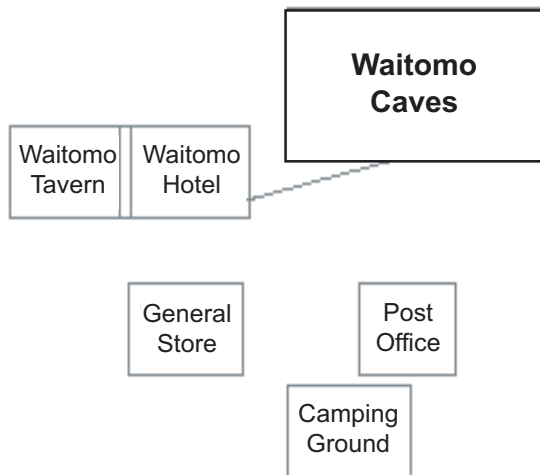 Waitomo
Caves
Waitomo
Tavern
Waitomo
Hotel
General
Store
Post
Office
Camping
Ground